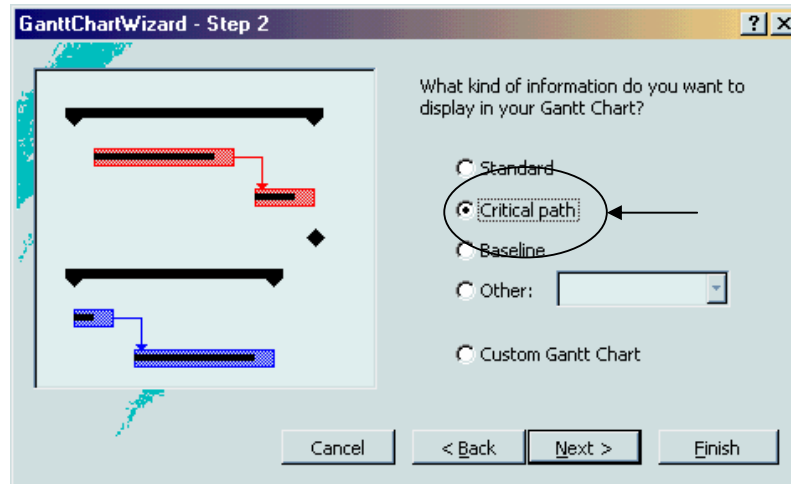 GanttChartWizard - Step 2
What kind of information do you want to
display in your Gantt Chart?
Standard
Critical path
Baseline
Other:
Custom Gantt Chart
Cancel
< Back
Next >
Finish